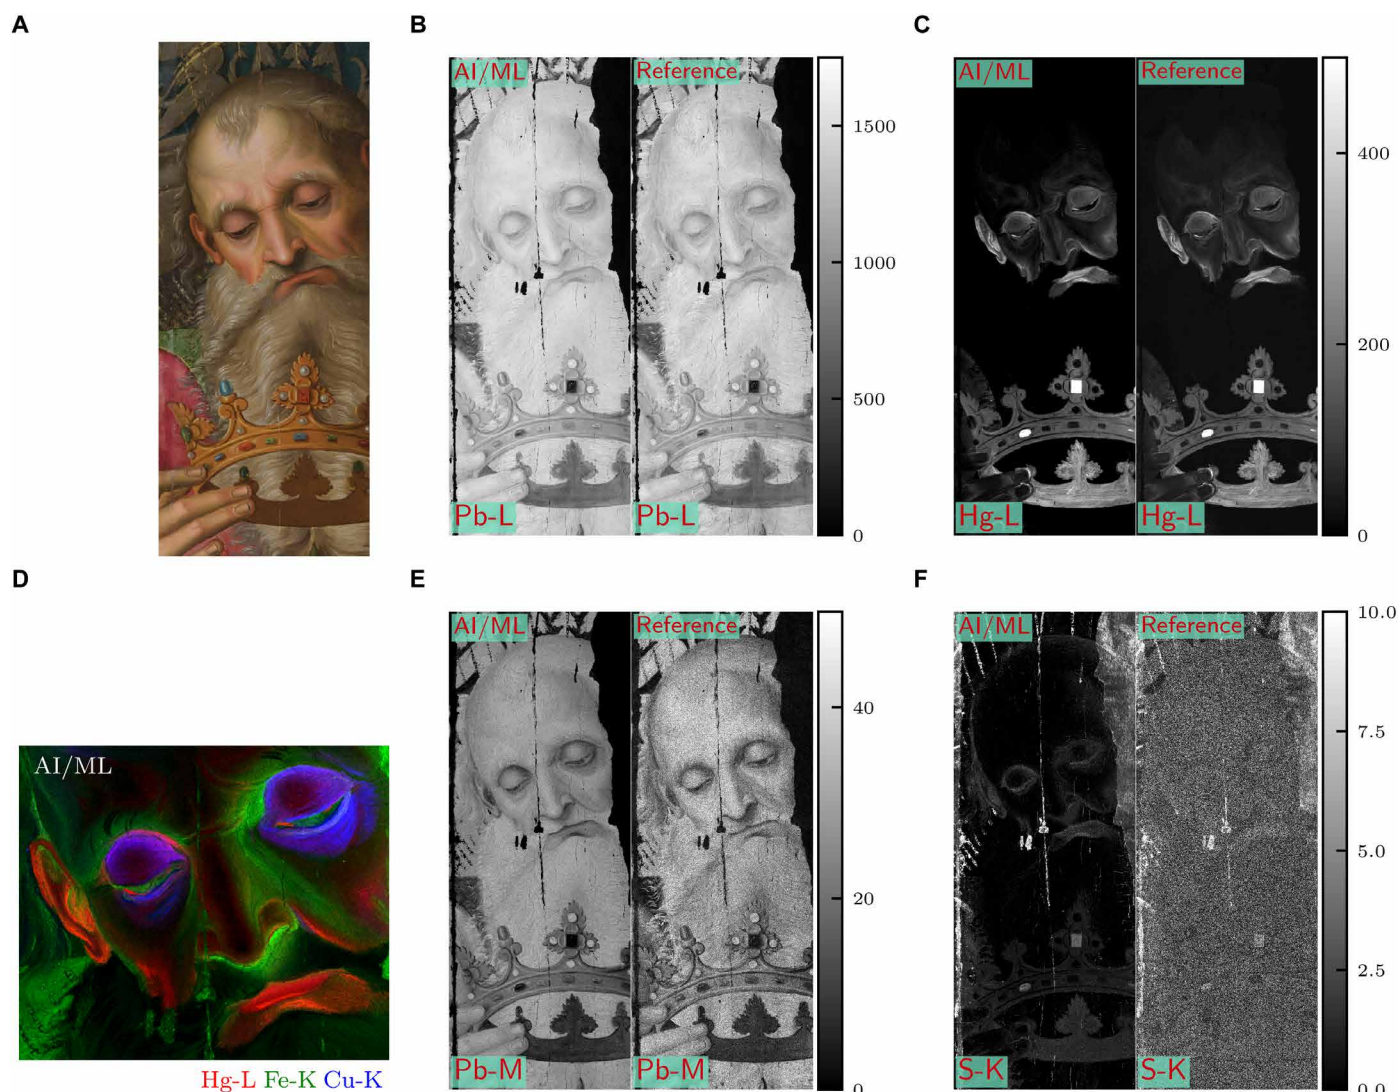 A
B
C
AI/ML
Reference
1500
1000
500
0
Pb-L
Pb-L
AI/ML
Reference
400
200
0
Hg-L
Hg-L
D
E
F
AI/ML
Hg-L Fe-K Cu-K
AI/ML
Reference
40
20
0
Pb-M
Pb-M
AI/ML
Reference
10.0
7.5
5.0
2.5
0.0
S-K
S-K